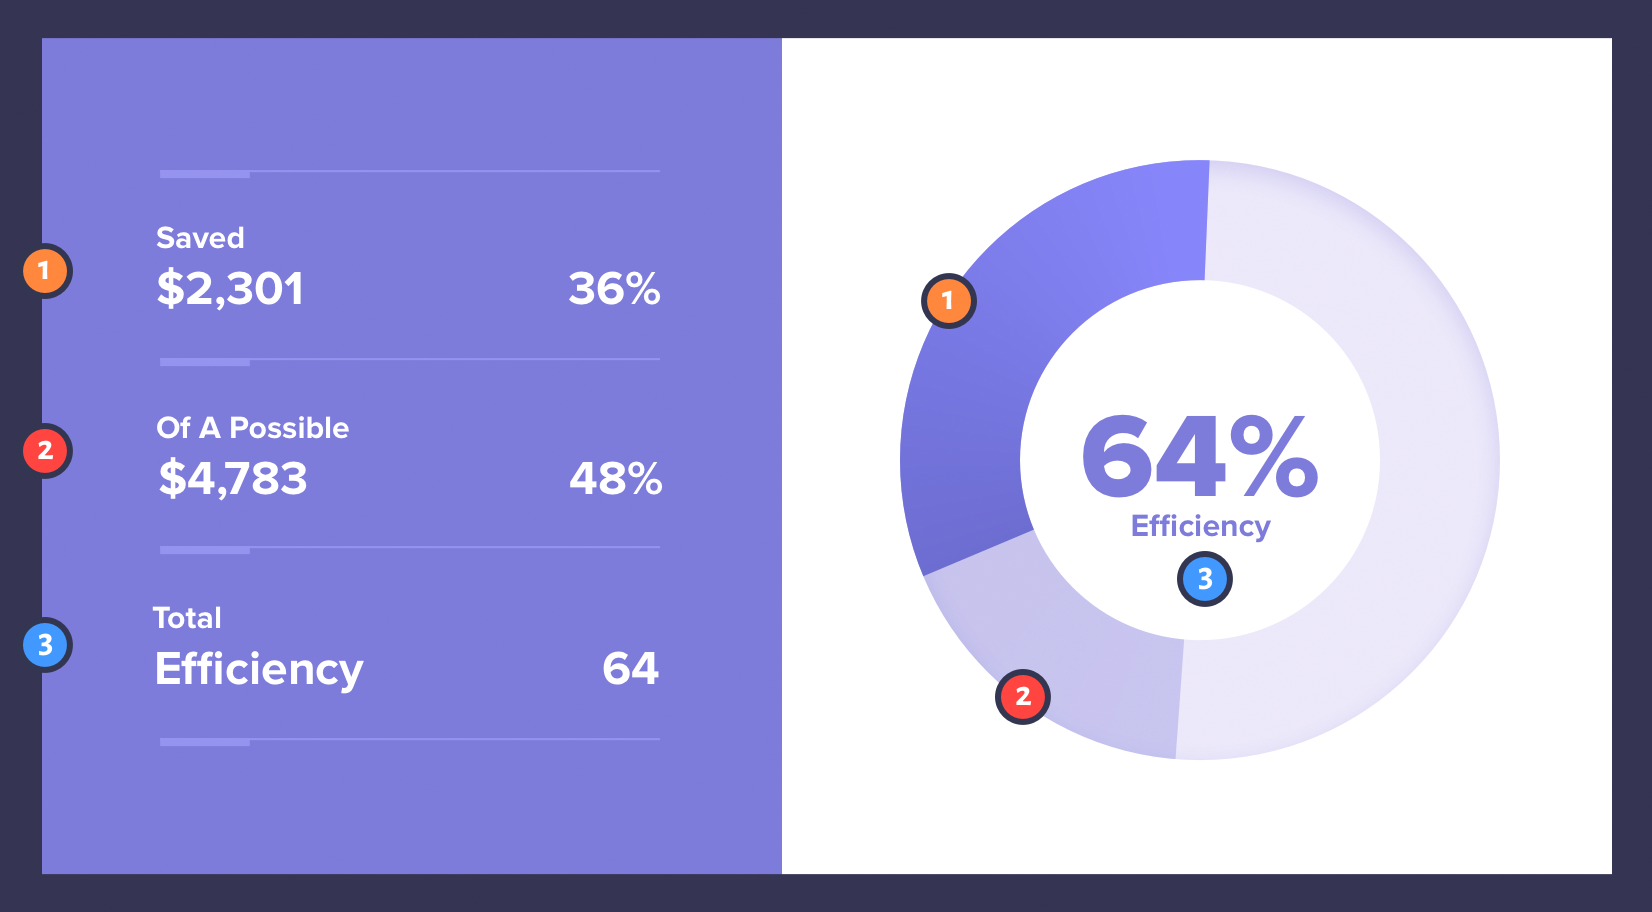 1
Saved
$2,301 36%
2
Of A Possible
$4,783 48%
3
Total
Efficiency 64
1
64%
Efficiency
3
2